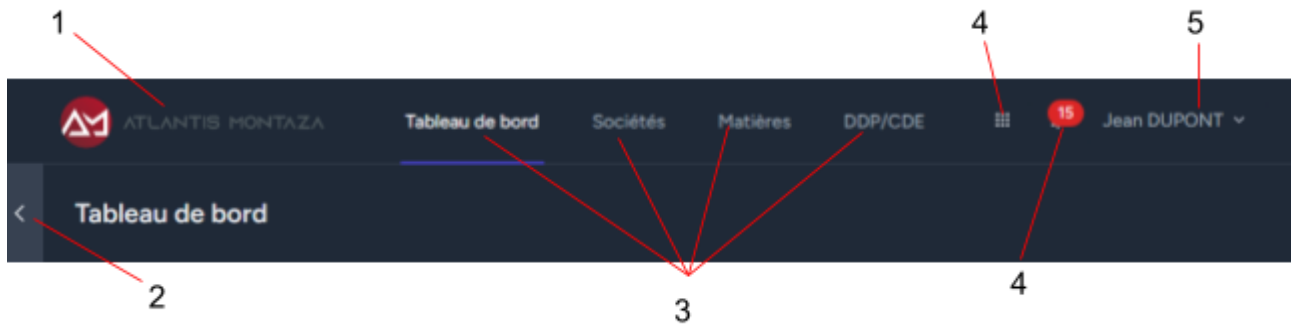 1 4 5
ATLANTIS MONTAZA Tableau de bord Sociétés Matières DDP/CDE 15 Jean DUPONT
Tableau de bord
2 3 4